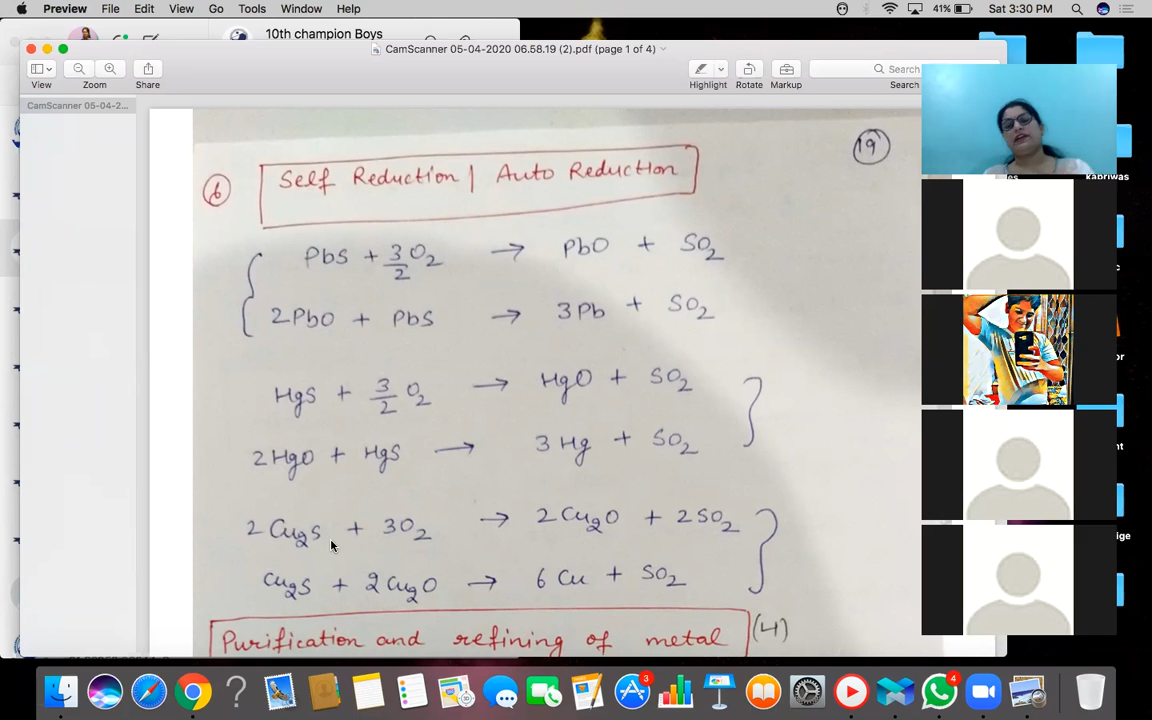 Preview File Edit View Go Tools Window Help 41% Sat 3:30 PM
10th champion Boys
CamScanner 05-04-2020 06.58.19 (2).pdf (page 1 of 4)
View Zoom Share Highlight Rotate Markup Search
Search
CamScanner 05-04-2...
kabriwas
19
6 Self Reduction | Auto Reduction
PbS + 3/2 O₂ → PbO + SO₂
2PbO + PbS → 3Pb + SO₂
HgS + 3/2 O₂ → HgO + SO₂
2HgO + HgS → 3Hg + SO₂
2Cu₂S + 3O₂ → 2Cu₂O + 2SO₂
Cu₂S + 2Cu₂O → 6Cu + SO₂
Purification and refining of metal (4)
3
4